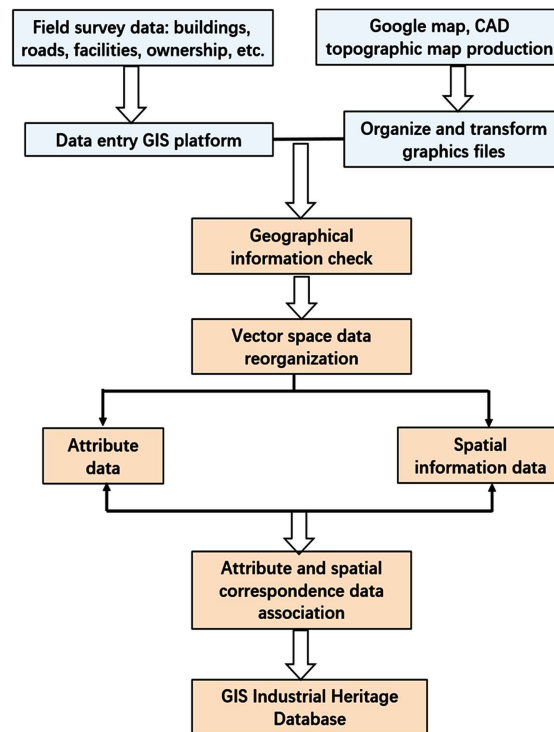 Field survey data: buildings,
roads, facilities, ownership, etc.
Google map, CAD
topographic map production
Data entry GIS platform
Organize and transform
graphics files
Geographical
information check
Vector space data
reorganization
Attribute
data
Spatial
information data
Attribute and spatial
correspondence data
association
GIS Industrial Heritage
Database